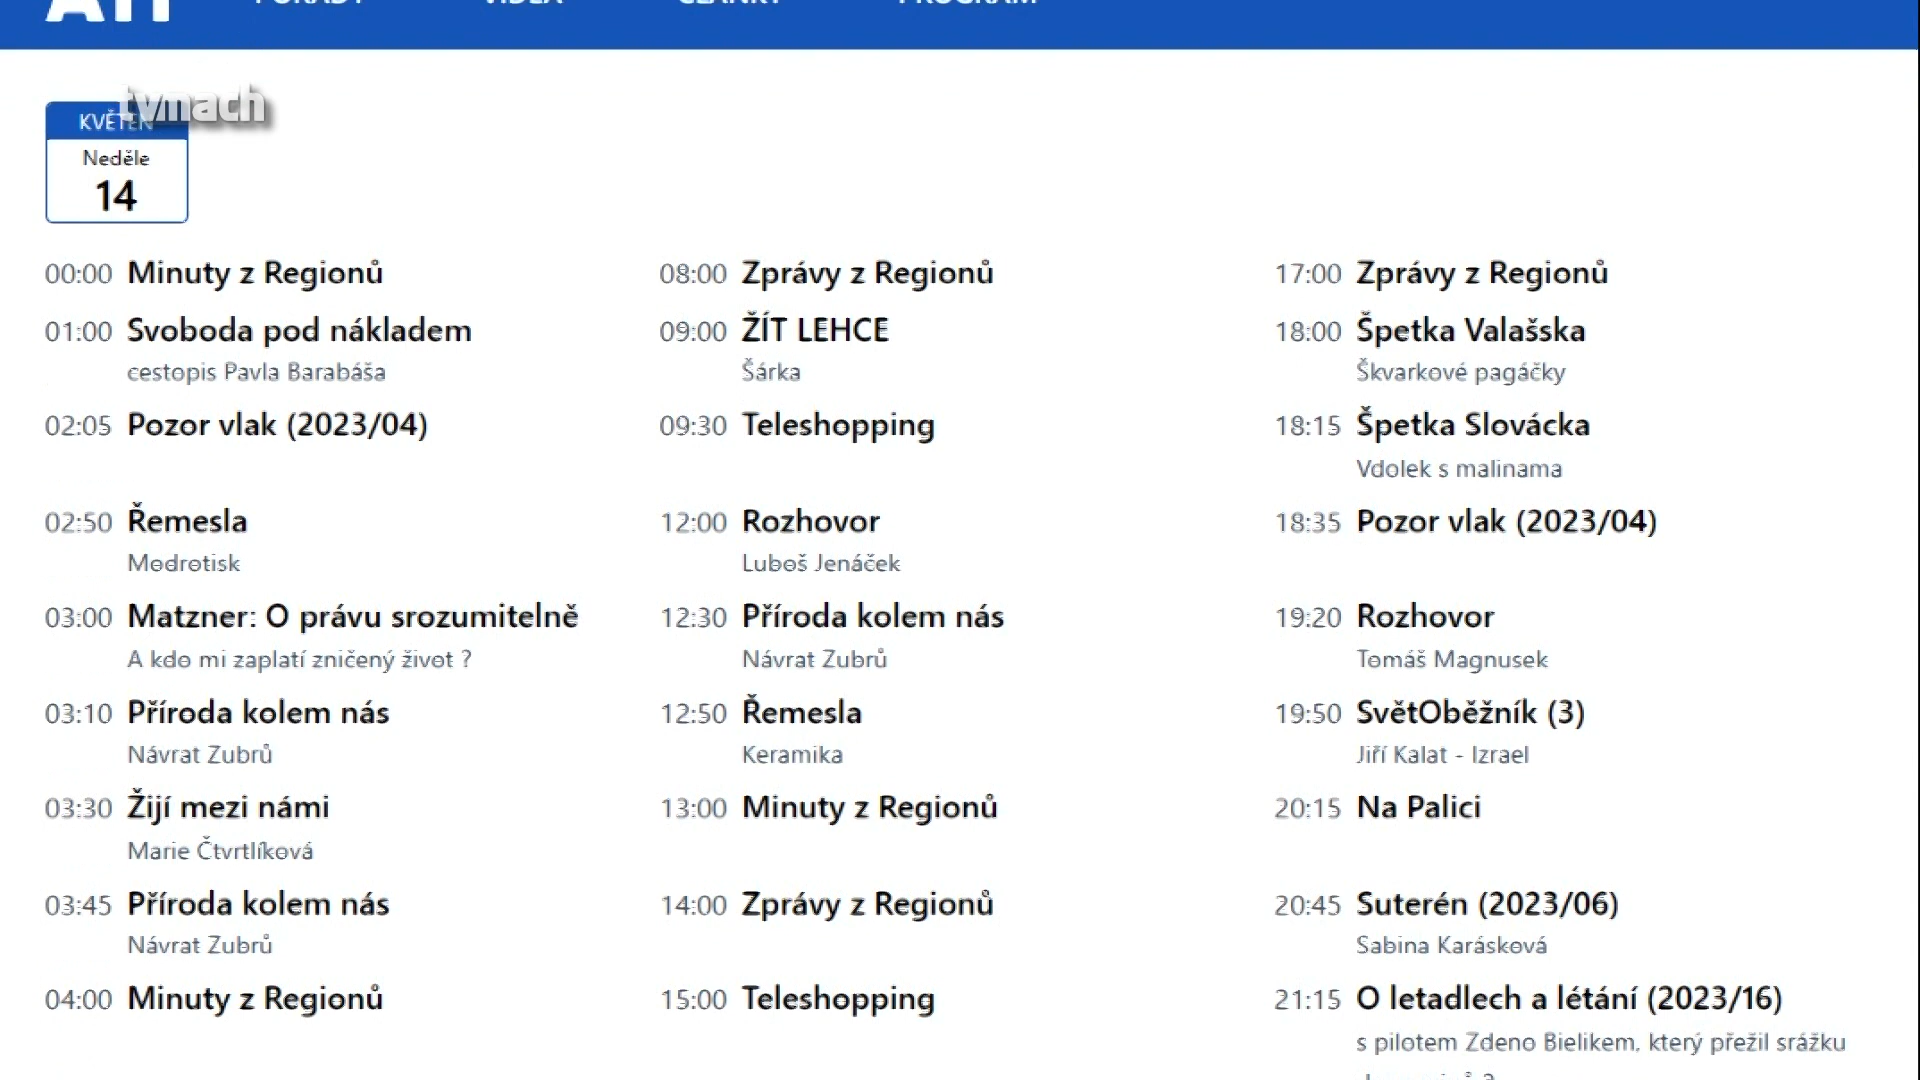 PORADY VIDEA ČLÁNKY PROGRAM
tvnach
KVĚTEN
Neděle
14
00:00 Minuty z Regionů
01:00 Svoboda pod nákladem
cestopis Pavla Barabáša
02:05 Pozor vlak (2023/04)
02:50 Řemesla
Modrotisk
03:00 Matzner: O právu srozumitelně
A kdo mi zaplatí zničený život ?
03:10 Příroda kolem nás
Návrat Zubrů
03:30 Žijí mezi námi
Marie Čtvrtlíková
03:45 Příroda kolem nás
Návrat Zubrů
04:00 Minuty z Regionů
08:00 Zprávy z Regionů
09:00 ŽÍT LEHCE
Šárka
09:30 Teleshopping
12:00 Rozhovor
Luboš Jenáček
12:30 Příroda kolem nás
Návrat Zubrů
12:50 Řemesla
Keramika
13:00 Minuty z Regionů
14:00 Zprávy z Regionů
15:00 Teleshopping
17:00 Zprávy z Regionů
18:00 Špetka Valašska
Škvarkové pagáčky
18:15 Špetka Slovácka
Vdolek s malinama
18:35 Pozor vlak (2023/04)
19:20 Rozhovor
Tomáš Magnusek
19:50 SvětOběžník (3)
Jiří Kalat - Izrael
20:15 Na Palici
20:45 Suterén (2023/06)
Sabina Karásková
21:15 O letadlech a létání (2023/16)
s pilotem Zdeno Bielikem, který přežil srážku